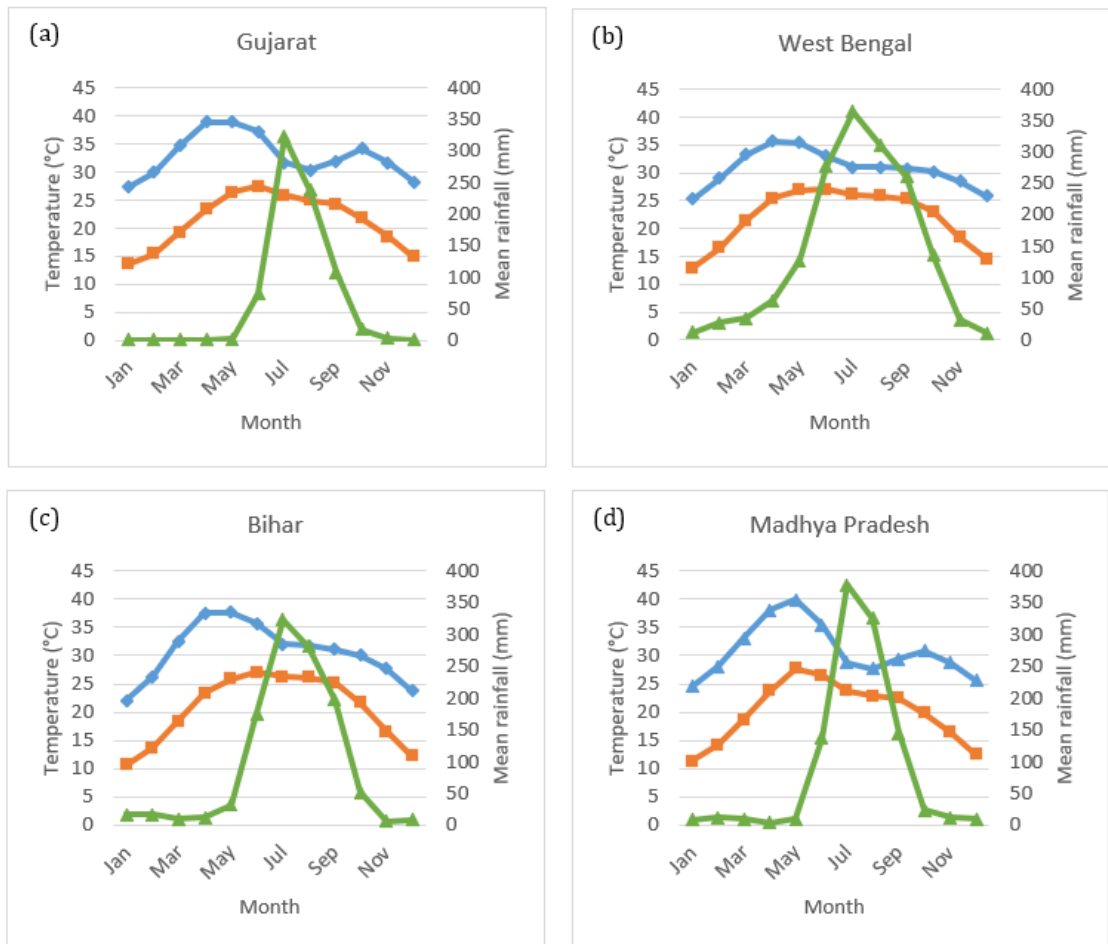 (a)
Gujarat
45
40
35
30
25
20
15
10
5
0
Temperature (°C)
400
350
300
250
200
150
100
50
0
Mean rainfall (mm)
Jan
Mar
May
Jul
Sep
Nov
Month
(b)
West Bengal
45
40
35
30
25
20
15
10
5
0
Temperature (°C)
400
350
300
250
200
150
100
50
0
Mean rainfall (mm)
Jan
Mar
May
Jul
Sep
Nov
Month
(c)
Bihar
45
40
35
30
25
20
15
10
5
0
Temperature (°C)
400
350
300
250
200
150
100
50
0
Mean rainfall (mm)
Jan
Mar
May
Jul
Sep
Nov
Month
(d)
Madhya Pradesh
45
40
35
30
25
20
15
10
5
0
Temperature (°C)
400
350
300
250
200
150
100
50
0
Mean rainfall (mm)
Jan
Mar
May
Jul
Sep
Nov
Month